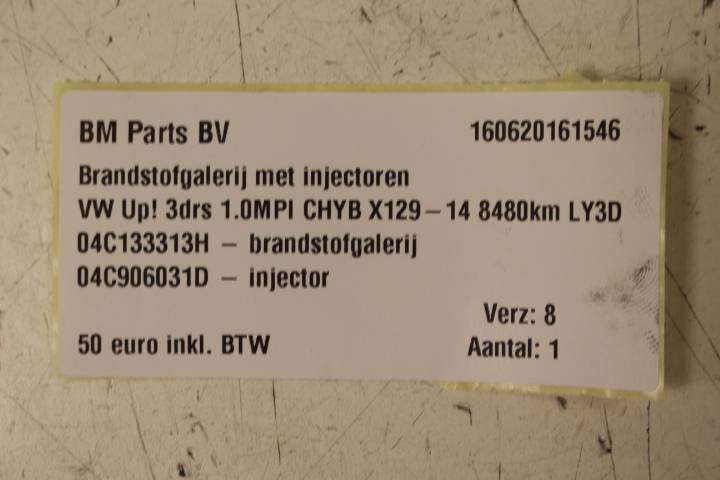 BM Parts BV 160620161546
Brandstofgalerij met injectoren
VW Up! 3drs 1.0MPI CHYB X129 – 14 8480km LY3D
04C133313H – brandstofgalerij
04C906031D – injector
Verz: 8
50 euro inkl. BTW Aantal: 1